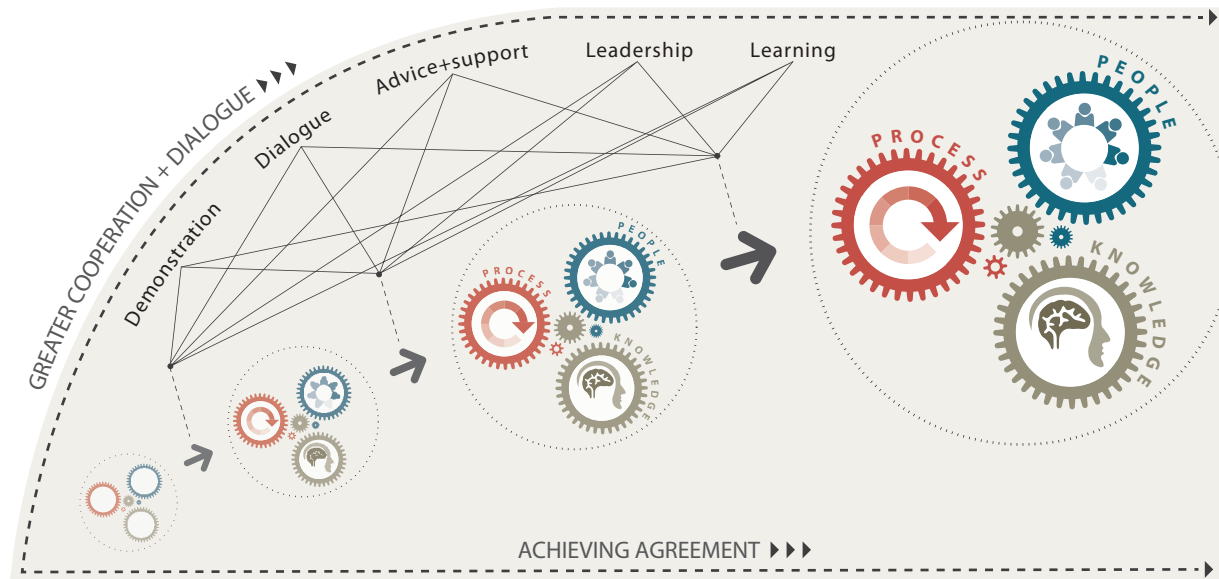 GREATER COOPERATION + DIALOGUE
Demonstration
Dialogue
Advice+support
Leadership
Learning
PROCESS
PEOPLE
KNOWLEDGE
PROCESS
PEOPLE
KNOWLEDGE
ACHIEVING AGREEMENT